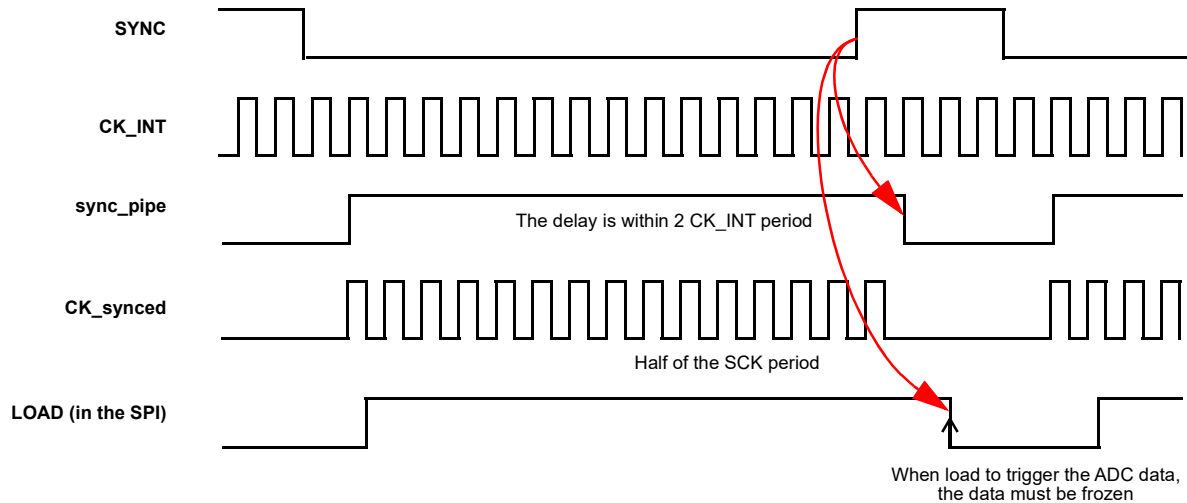 SYNC
CK_INT
sync_pipe
The delay is within 2 CK_INT period
CK_synced
Half of the SCK period
LOAD (in the SPI)
When load to trigger the ADC data,
the data must be frozen